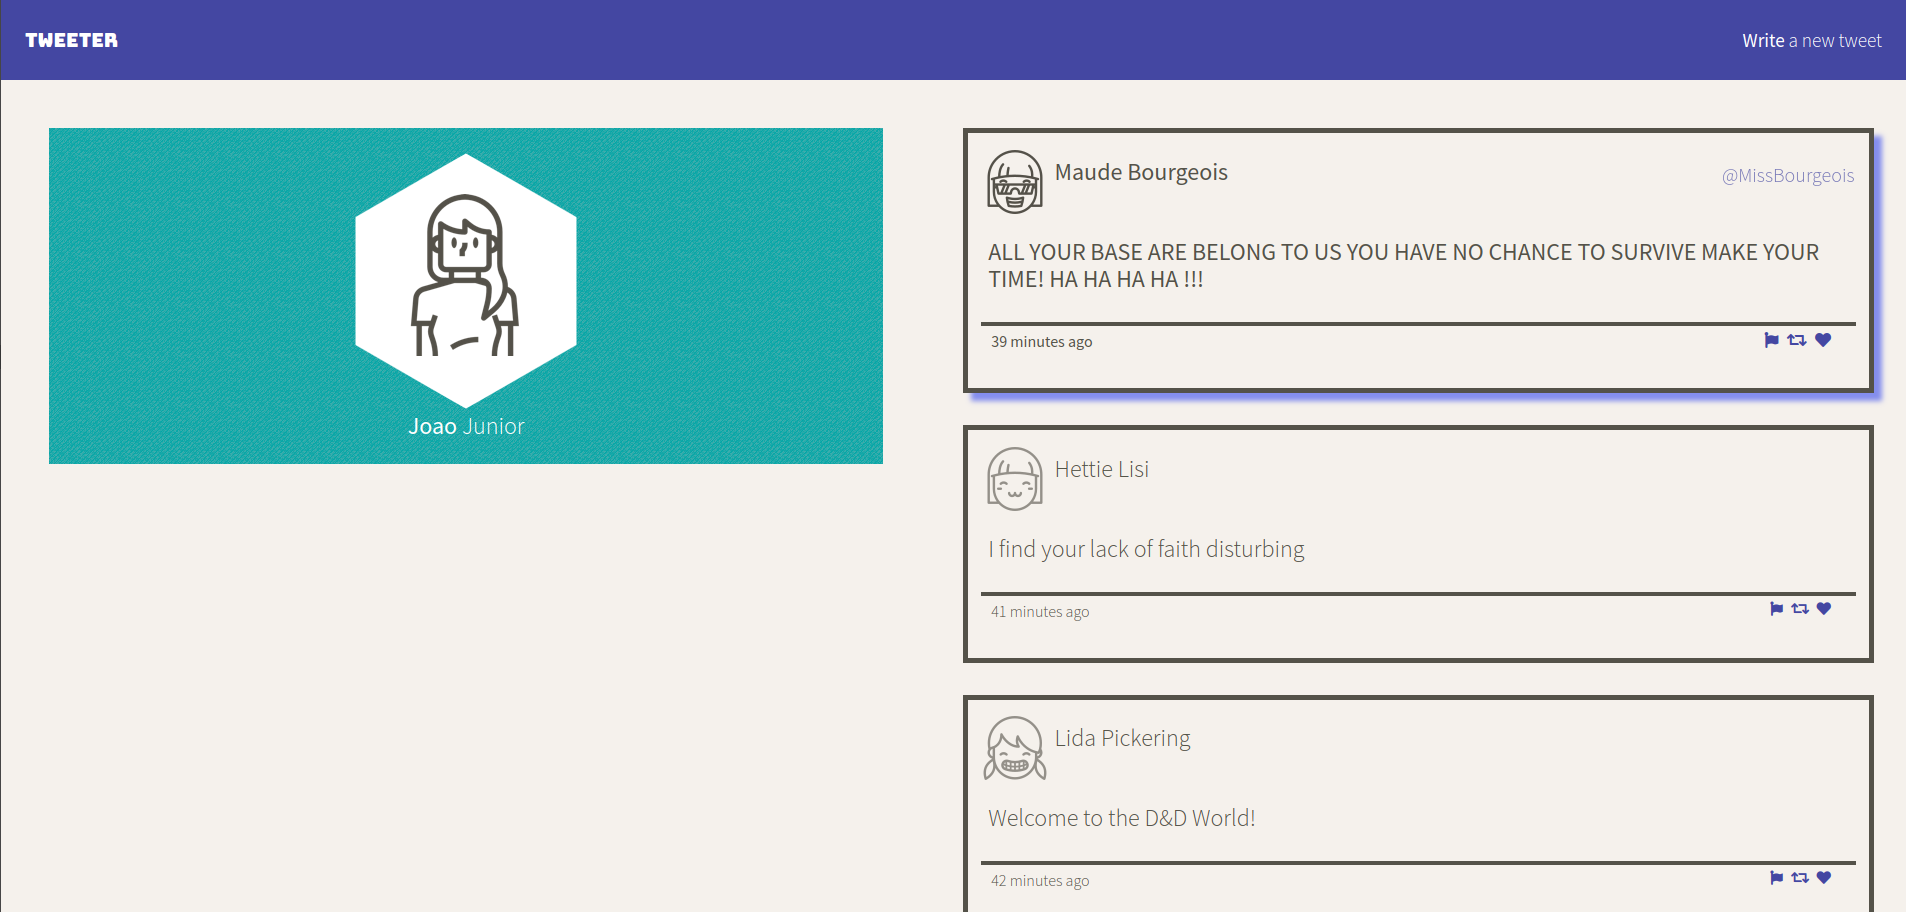 TWEETER
Write a new tweet
Joao Junior
Maude Bourgeois
@MissBourgeois
ALL YOUR BASE ARE BELONG TO US YOU HAVE NO CHANCE TO SURVIVE MAKE YOUR
TIME! HA HA HA HA !!!
39 minutes ago
Hettie Lisi
I find your lack of faith disturbing
41 minutes ago
Lida Pickering
Welcome to the D&D World!
42 minutes ago